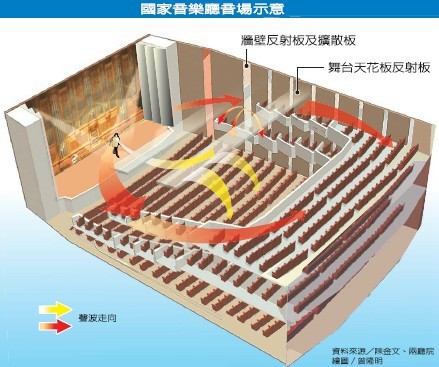 國家音樂廳音場示意
牆壁反射板及擴散板
舞台天花板反射板
聲波走向
資料來源／陳金文、兩廳院
繪圖／曾隆明